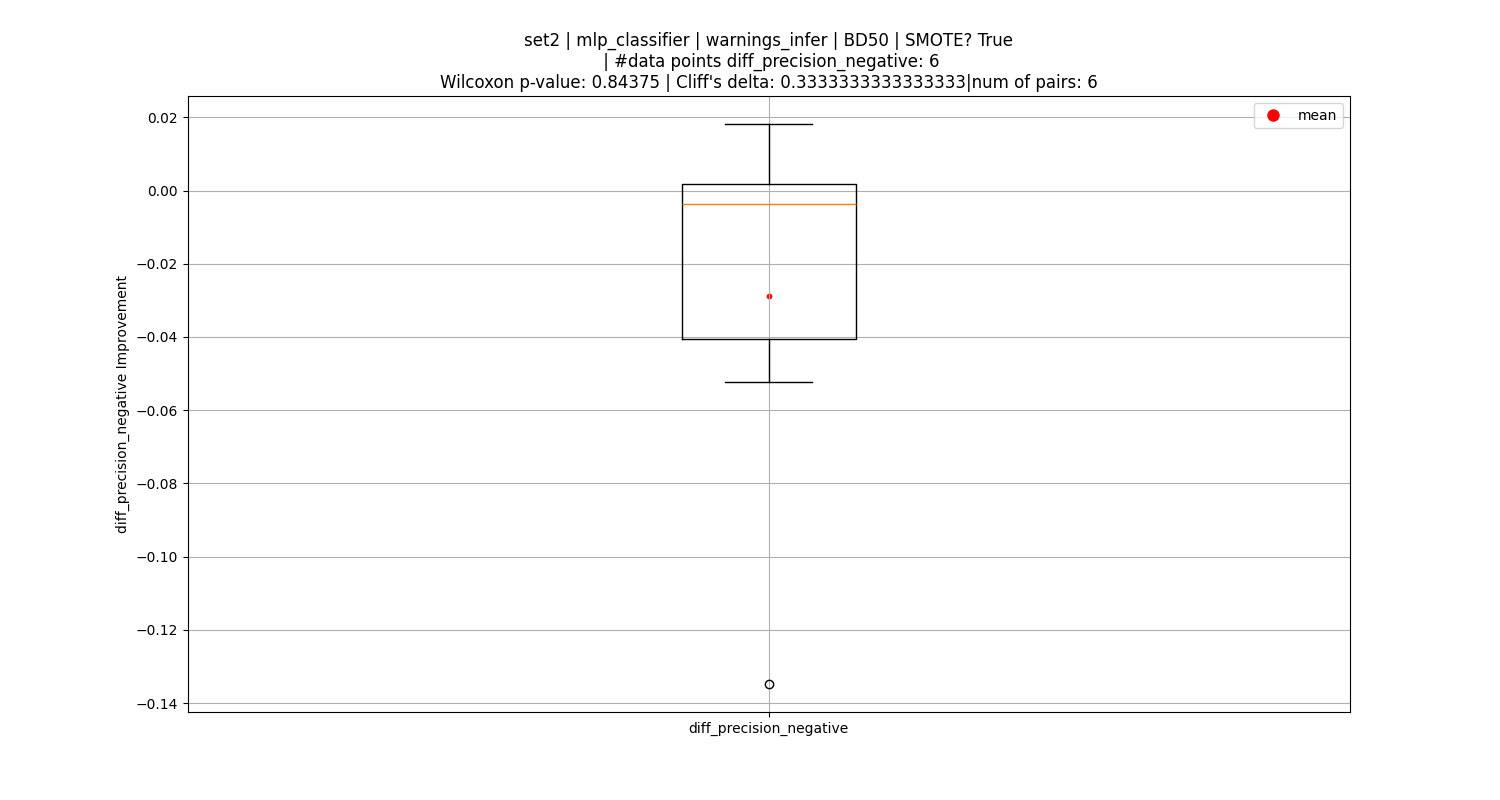 set2 | mlp_classifier | warnings_infer | BD50 | SMOTE? True
| #data points diff_precision_negative: 6
Wilcoxon p-value: 0.84375 | Cliff's delta: 0.3333333333333333|num of pairs: 6
mean
0.02
0.00
−0.02
−0.04
−0.06
−0.08
−0.10
−0.12
−0.14
diff_precision_negative Improvement
diff_precision_negative